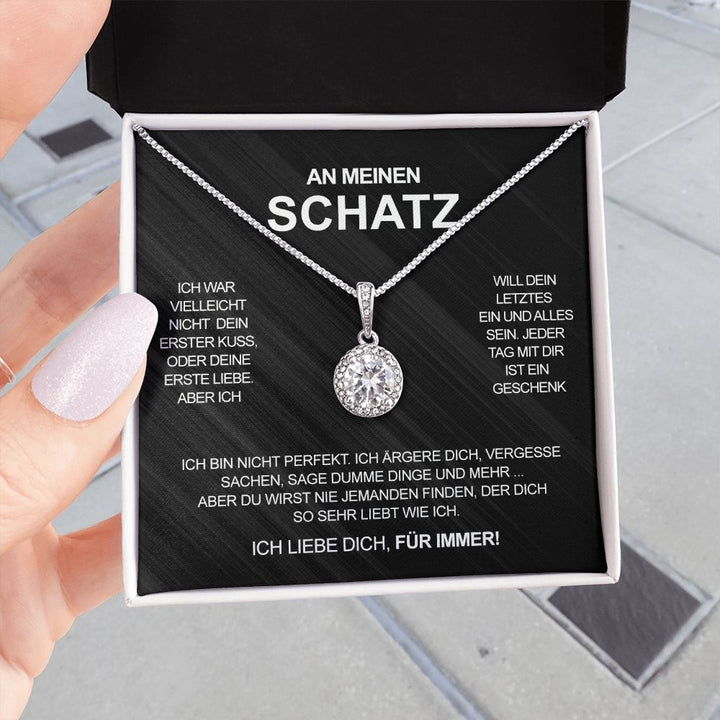 AN MEINEN
SCHATZ
ICH WAR
VIELLEICHT
NICHT DEIN
ERSTER KUSS,
ODER DEINE
ERSTE LIEBE.
ABER ICH
WILL DEIN
LETZTES
EIN UND ALLES
SEIN. JEDER
TAG MIT DIR
IST EIN
GESCHENK
ICH BIN NICHT PERFEKT. ICH ÄRGERE DICH, VERGESSE
SACHEN, SAGE DUMME DINGE UND MEHR ...
ABER DU WIRST NIE JEMANDEN FINDEN, DER DICH
SO SEHR LIEBT WIE ICH.
ICH LIEBE DICH, FÜR IMMER!